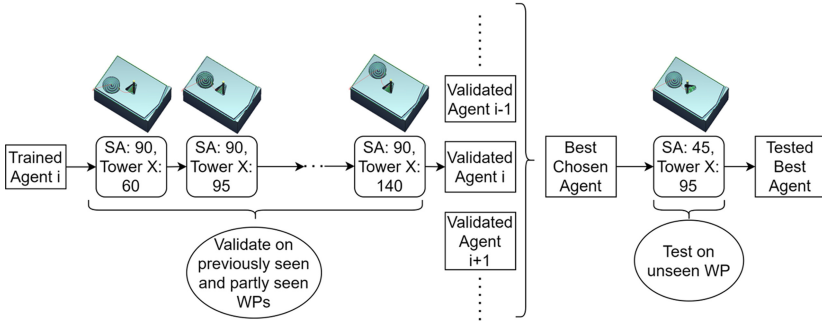 Trained
Agent i
SA: 90,
Tower X:
60
SA: 90,
Tower X:
95
SA: 90,
Tower X:
140
Validate on
previously seen
and partly seen
WPs
Validated
Agent i-1
Validated
Agent i
Validated
Agent
i+1
Best
Chosen
Agent
SA: 45,
Tower X:
95
Test on
unseen WP
Tested
Best
Agent